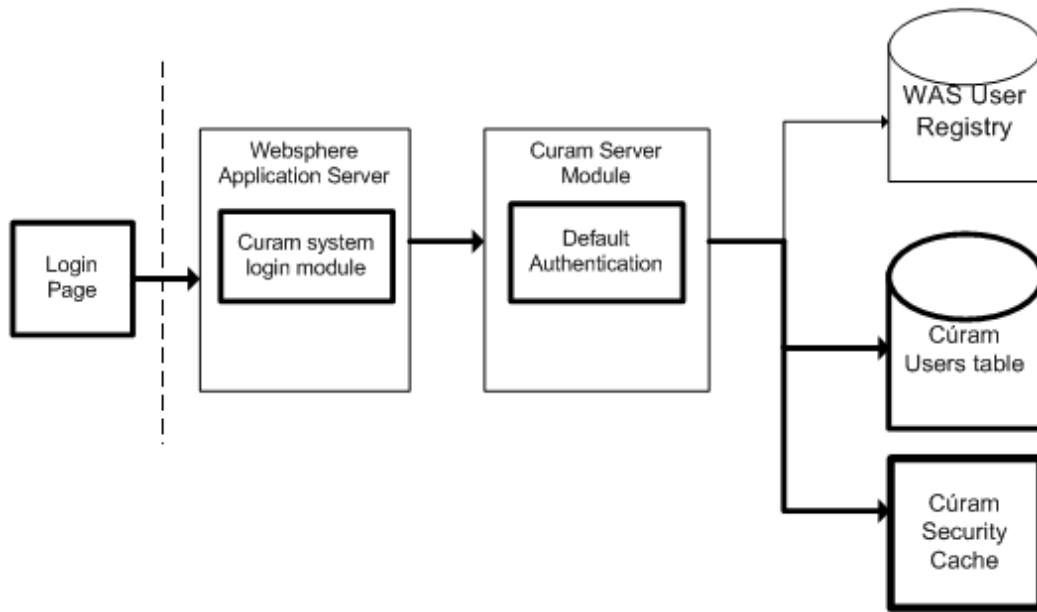 Login
Page
Websphere
Application Server
Curam system
login module
Curam Server
Module
Default
Authentication
WAS User
Registry
Cúram
Users table
Cúram
Security
Cache